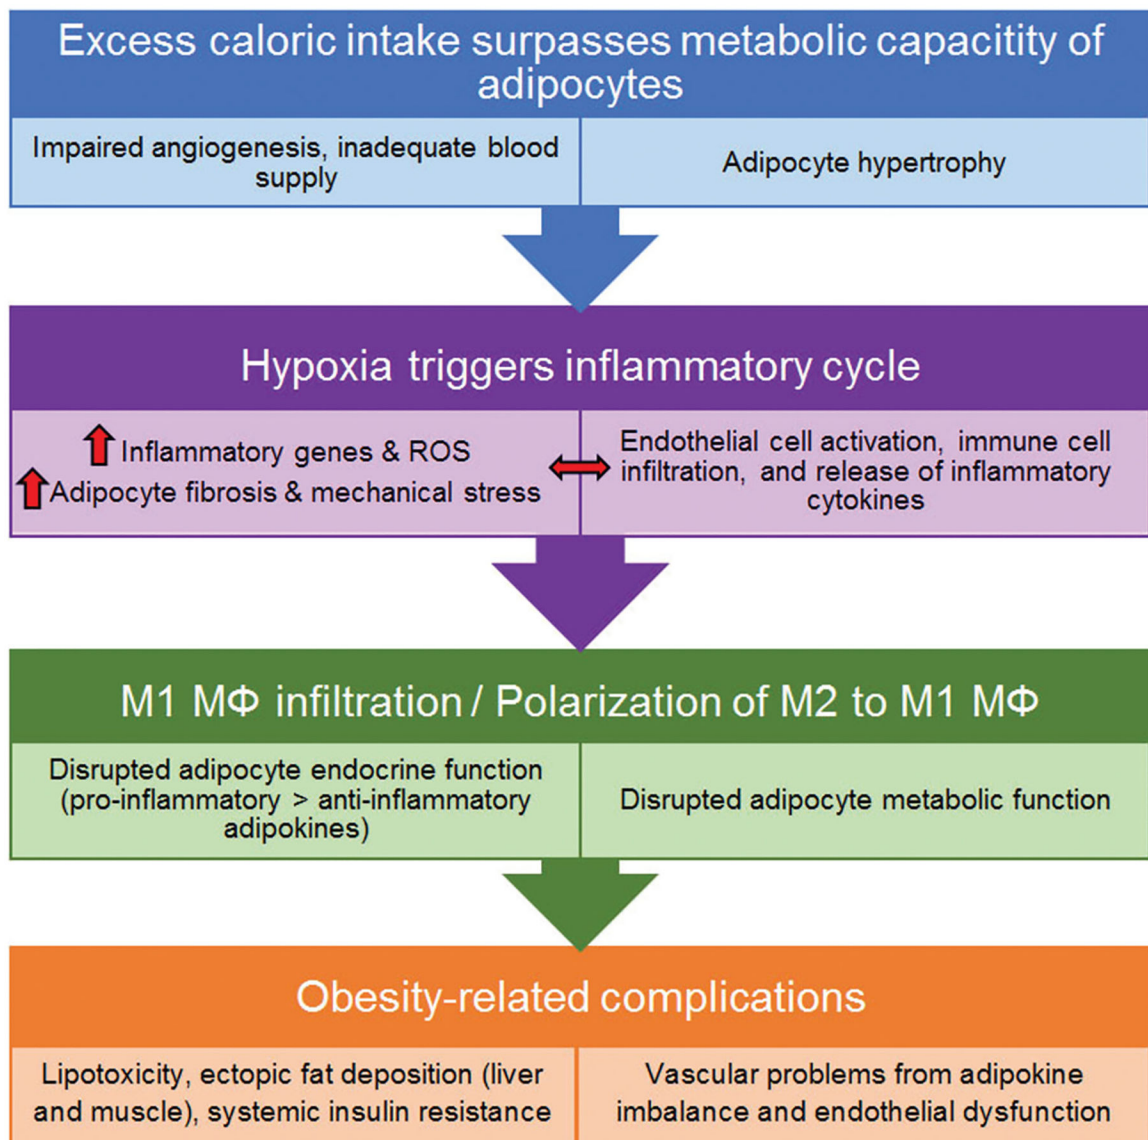 Excess caloric intake surpasses metabolic capacitity of
adipocytes
Impaired angiogenesis, inadequate blood
supply
Adipocyte hypertrophy
Hypoxia triggers inflammatory cycle
Inflammatory genes & ROS
Adipocyte fibrosis & mechanical stress
Endothelial cell activation, immune cell
infiltration, and release of inflammatory
cytokines
M1 MΦ infiltration / Polarization of M2 to M1 MΦ
Disrupted adipocyte endocrine function
(pro-inflammatory > anti-inflammatory
adipokines)
Disrupted adipocyte metabolic function
Obesity-related complications
Lipotoxicity, ectopic fat deposition (liver
and muscle), systemic insulin resistance
Vascular problems from adipokine
imbalance and endothelial dysfunction